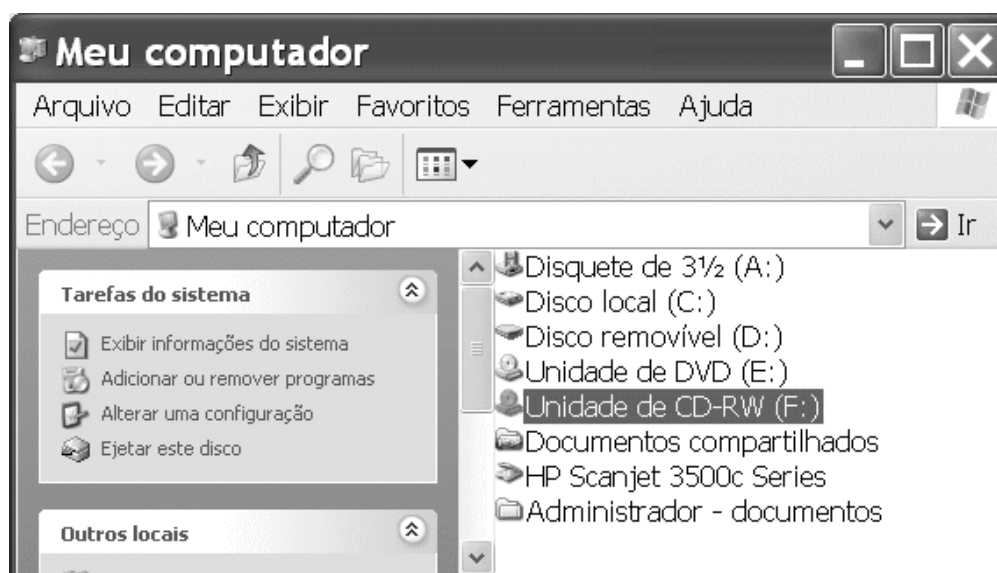 Meu computador
Arquivo Editar Exibir Favoritos Ferramentas Ajuda
Endereço Meu computador Ir
Tarefas do sistema
Exibir informações do sistema
Adicionar ou remover programas
Alterar uma configuração
Ejetar este disco
Outros locais
Disquete de 3½ (A:)
Disco local (C:)
Disco removível (D:)
Unidade de DVD (E:)
Unidade de CD-RW (F:)
Documentos compartilhados
HP Scanjet 3500c Series
Administrador - documentos